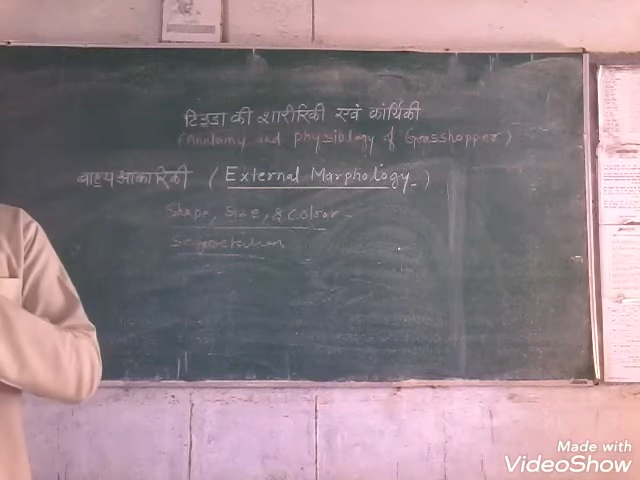 टिड्डा की शारीरिकी एवं कार्यिकी
(Anatomy and physiology of Grasshopper)
बाह्य आकारिकी (External Marphology.)
Shape, Size, & Colour -
Segmentation
Made with
VideoShow